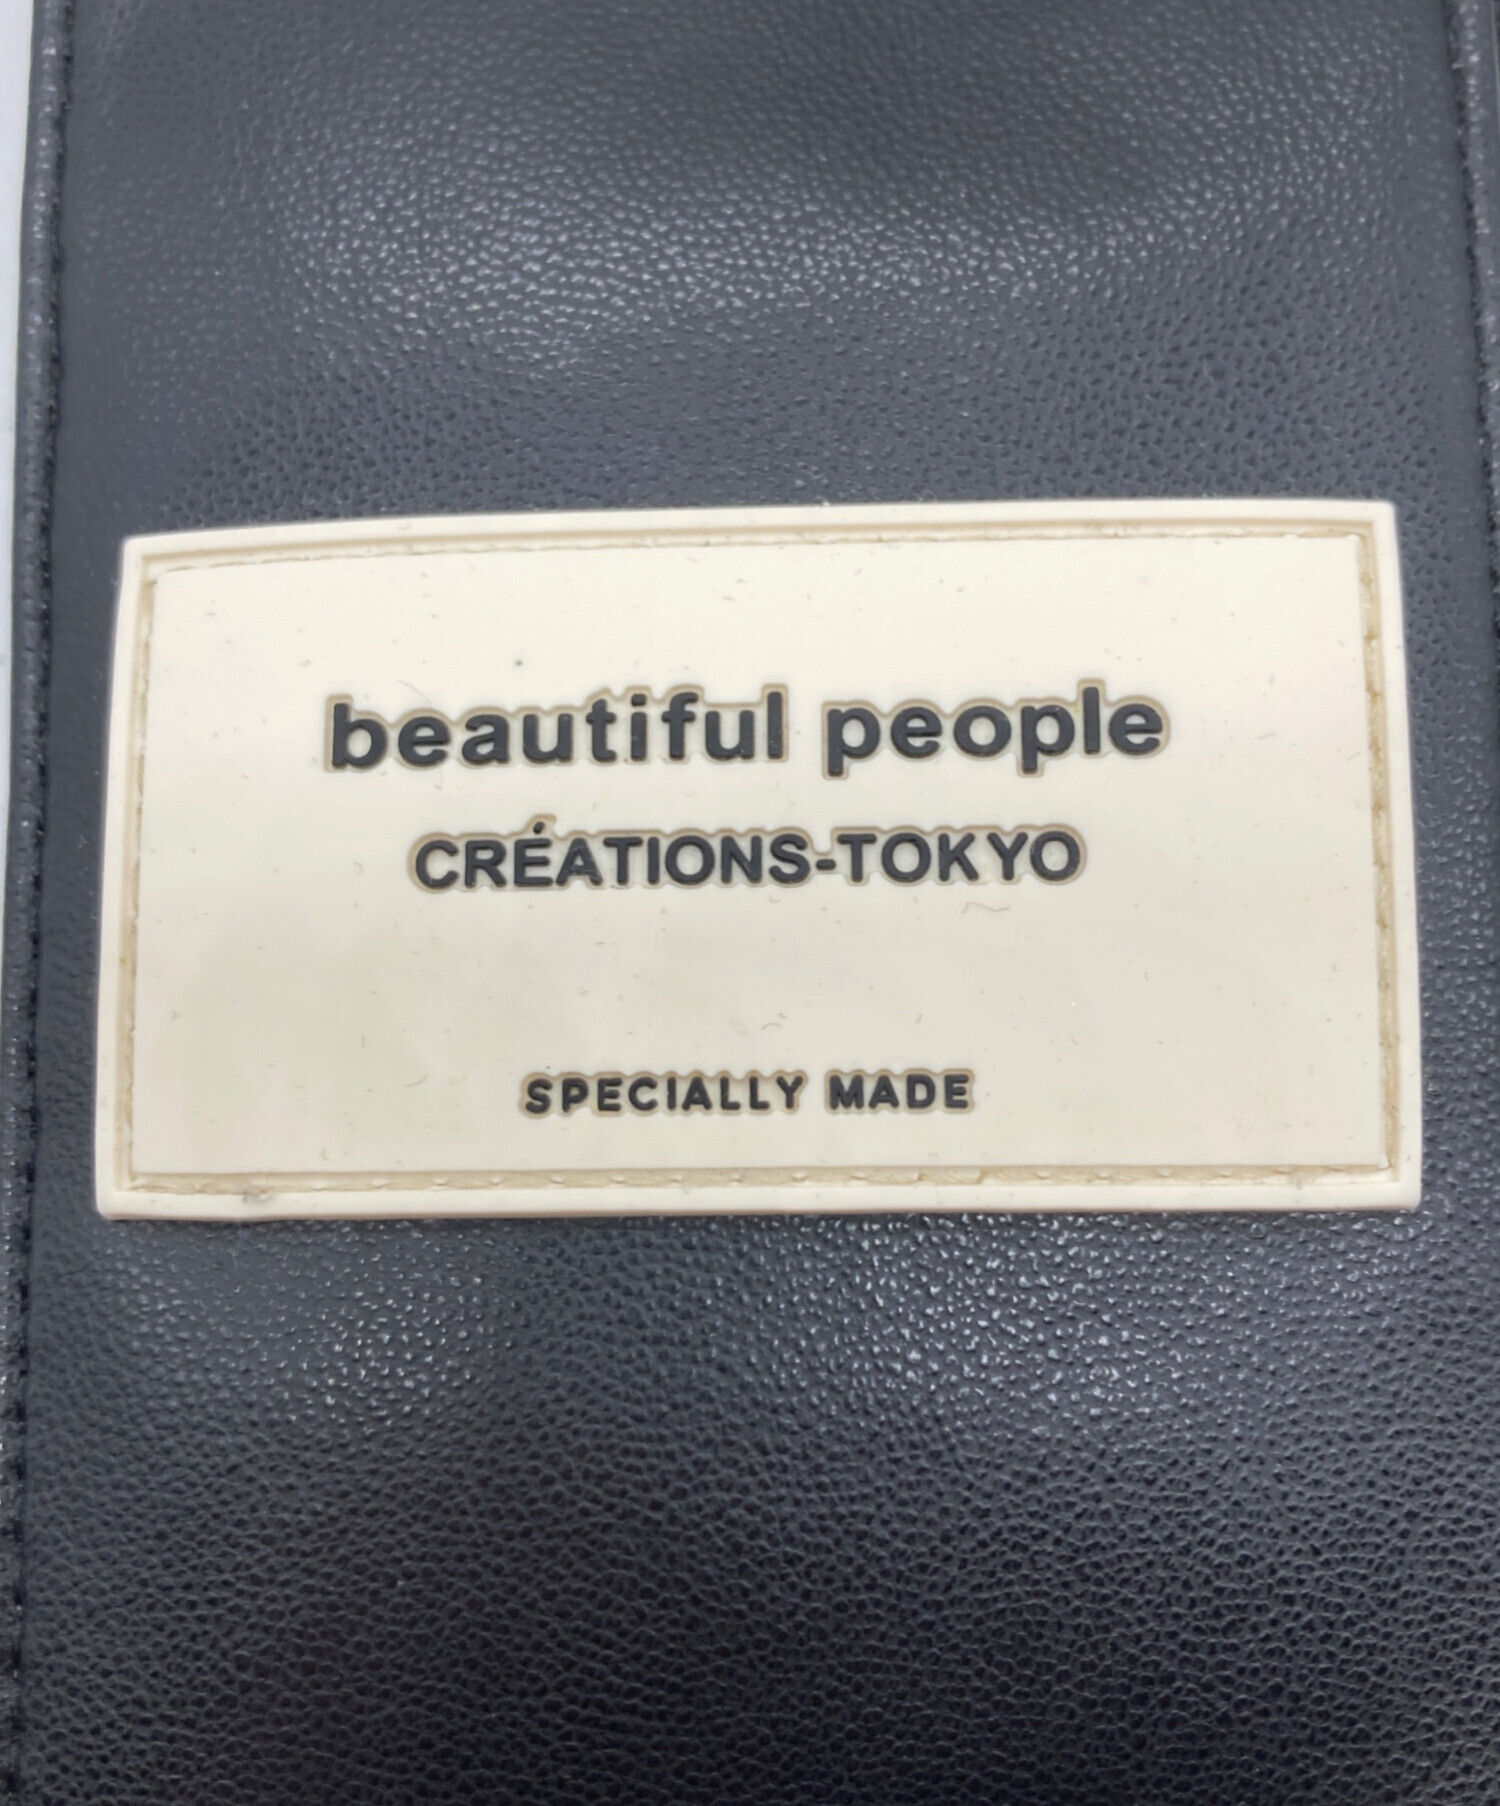 beautiful people
CRÉATIONS-TOKYO
SPECIALLY MADE